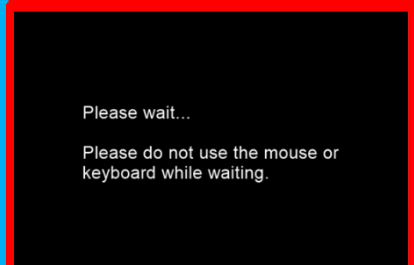 Please wait...
Please do not use the mouse or
keyboard while waiting.